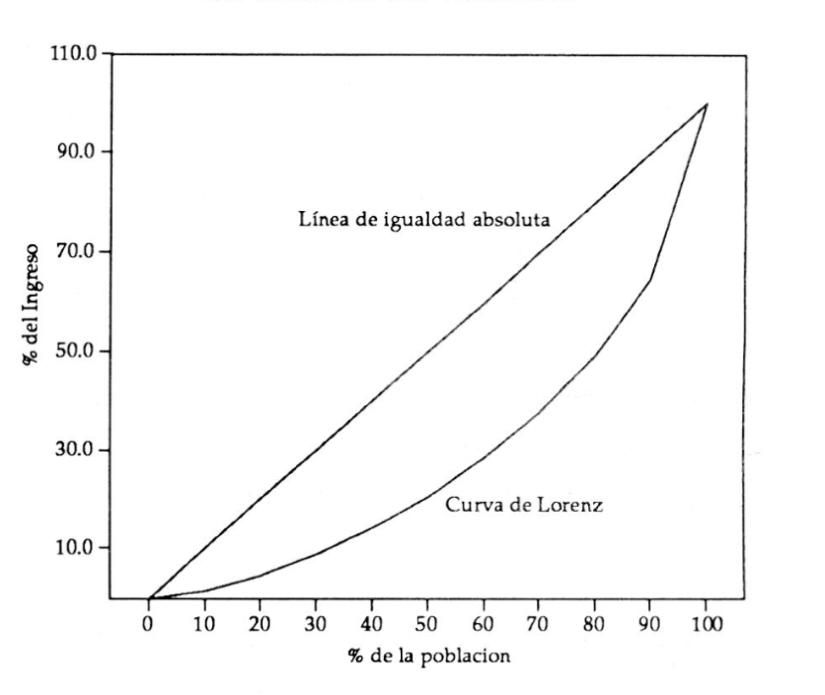 110.0
90.0
Línea de igualdad absoluta
70.0
% del Ingreso
50.0
30.0
Curva de Lorenz
10.0
0 10 20 30 40 50 60 70 80 90 100
% de la poblacion